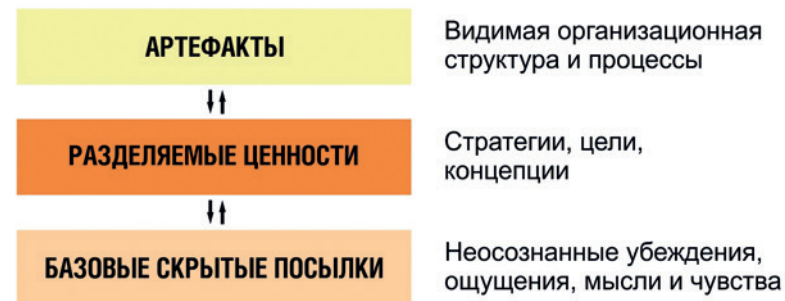 АРТЕФАКТЫ
Видимая организационная
структура и процессы
РАЗДЕЛЯЕМЫЕ ЦЕННОСТИ
Стратегии, цели,
концепции
БАЗОВЫЕ СКРЫТЫЕ ПОСЫЛКИ
Неосознанные убеждения,
ощущения, мысли и чувства